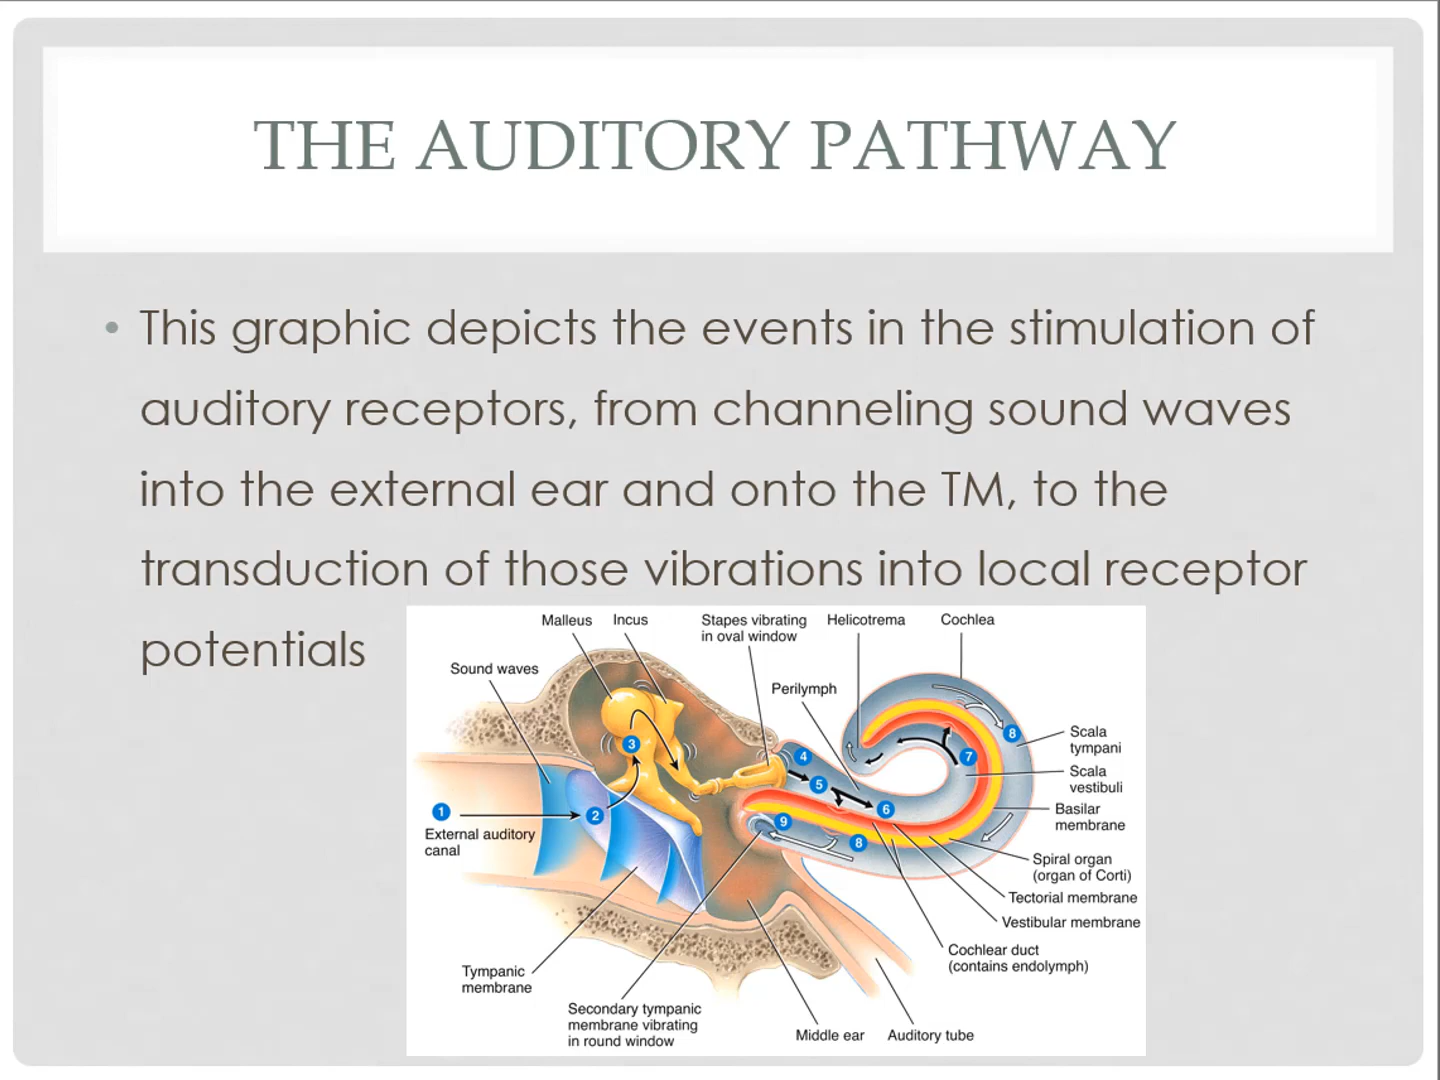 THE AUDITORY PATHWAY
• This graphic depicts the events in the stimulation of
auditory receptors, from channeling sound waves
into the external ear and onto the TM, to the
transduction of those vibrations into local receptor
potentials
Malleus
Incus
Stapes vibrating
in oval window
Helicotrema
Cochlea
Sound waves
Perilymph
3
4
5
6
7
8
Scala
tympani
Scala
vestibuli
Basilar
membrane
1
2
9
8
External auditory
canal
Spiral organ
(organ of Corti)
Tectorial membrane
Vestibular membrane
Cochlear duct
(contains endolymph)
Tympanic
membrane
Secondary tympanic
membrane vibrating
in round window
Middle ear
Auditory tube